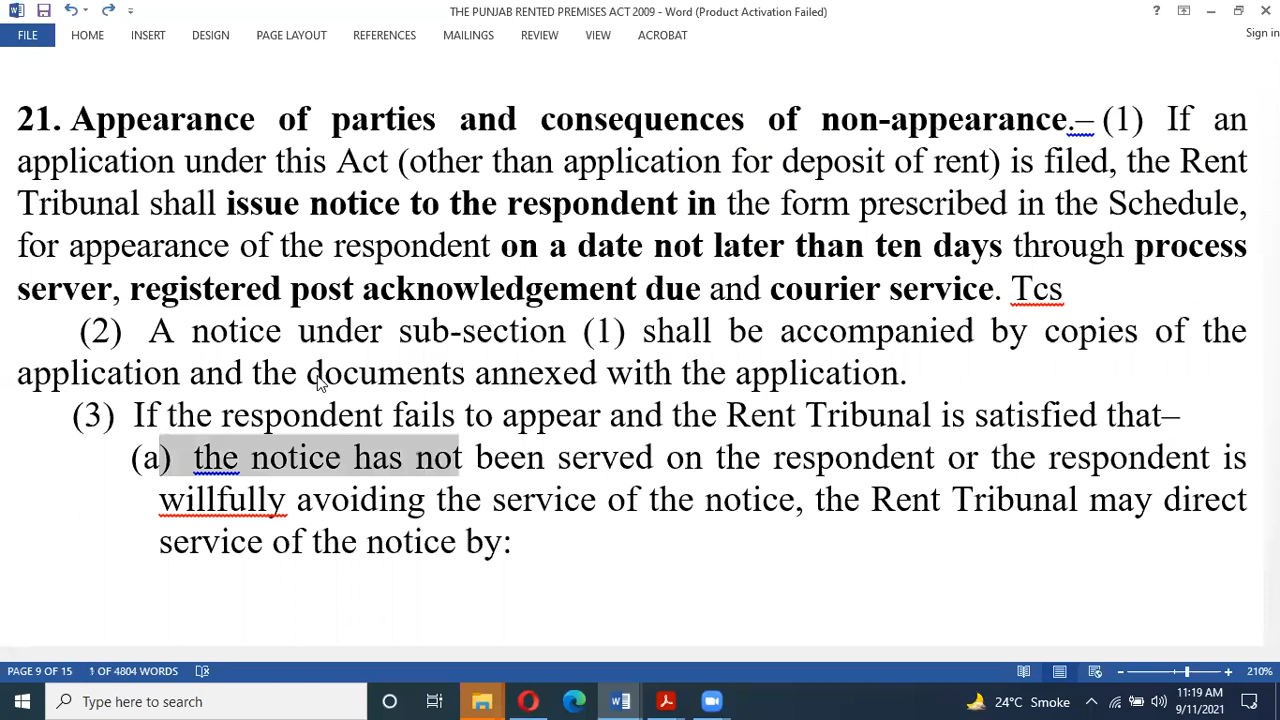 THE PUNJAB RENTED PREMISES ACT 2009 - Word (Product Activation Failed)
FILE HOME INSERT DESIGN PAGE LAYOUT REFERENCES MAILINGS REVIEW VIEW ACROBAT Sign in
21. Appearance of parties and consequences of non-appearance.– (1) If an
application under this Act (other than application for deposit of rent) is filed, the Rent
Tribunal shall issue notice to the respondent in the form prescribed in the Schedule,
for appearance of the respondent on a date not later than ten days through process
server, registered post acknowledgement due and courier service. Tcs
(2) A notice under sub-section (1) shall be accompanied by copies of the
application and the documents annexed with the application.
(3) If the respondent fails to appear and the Rent Tribunal is satisfied that–
(a) the notice has not been served on the respondent or the respondent is
willfully avoiding the service of the notice, the Rent Tribunal may direct
service of the notice by:
PAGE 9 OF 15 1 OF 4804 WORDS 210%
Type here to search 24°C Smoke 11:19 AM
9/11/2021